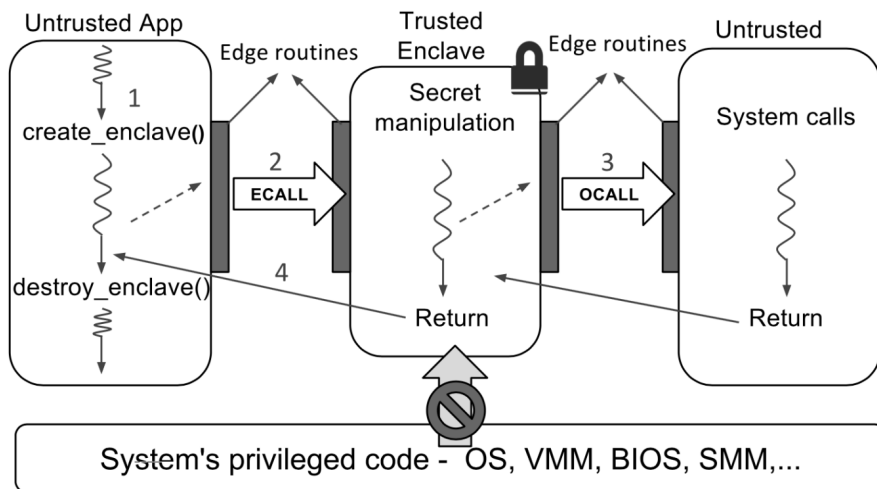 Untrusted App
Trusted
Enclave
Untrusted
Edge routines
Edge routines
1
create_enclave()
Secret
manipulation
System calls
2
ECALL
3
OCALL
4
destroy_enclave()
Return
Return
System's privileged code - OS, VMM, BIOS, SMM,...